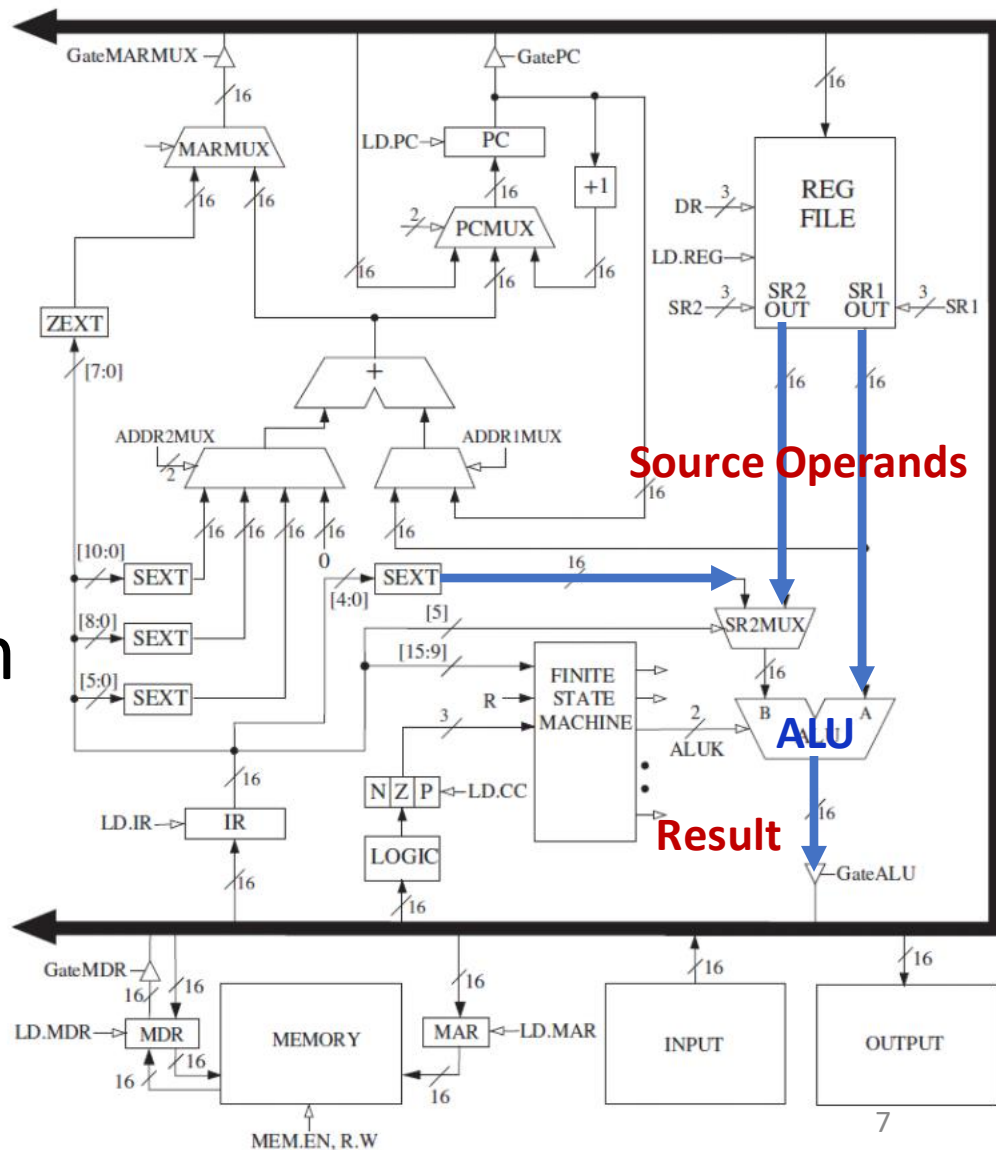 GateMARMUX
GatePC
16
16
MARMUX
LD.PC
PC
+1
REG
FILE
DR
3
LD.REG
16
16
16
2
PCMUX
16
16
16
SR2
3
SR2
OUT
SR1
OUT
3
SR1
ZEXT
[7:0]
+
16
16
ADDR2MUX
2
ADDR1MUX
Source Operands
16
16
16
16
16
16
0
[10:0]
SEXT
[4:0]
SEXT
16
[8:0]
SEXT
[5]
SR2MUX
n
[15:9]
16
[5:0]
SEXT
R
FINITE
STATE
MACHINE
3
2
ALUK
B
A
ALU
ALU
16
N Z P
LD.CC
LD.IR
IR
LOGIC
Result
16
GateALU
16
16
GateMDR
16
16
16
16
16
LD.MDR
MDR
MEMORY
MAR
LD.MAR
INPUT
OUTPUT
16
16
16
MEM.EN, R.W
7